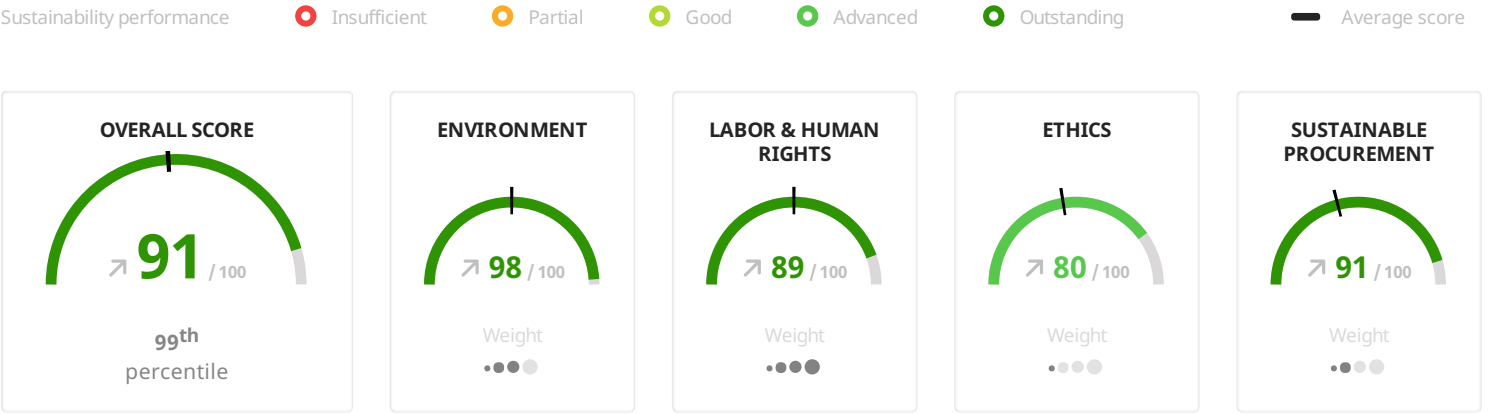 Sustainability performance Insufficient Partial Good Advanced Outstanding Average score
OVERALL SCORE
91 / 100
99th
percentile
ENVIRONMENT
98 / 100
Weight
LABOR & HUMAN
RIGHTS
89 / 100
Weight
ETHICS
80 / 100
Weight
SUSTAINABLE
PROCUREMENT
91 / 100
Weight